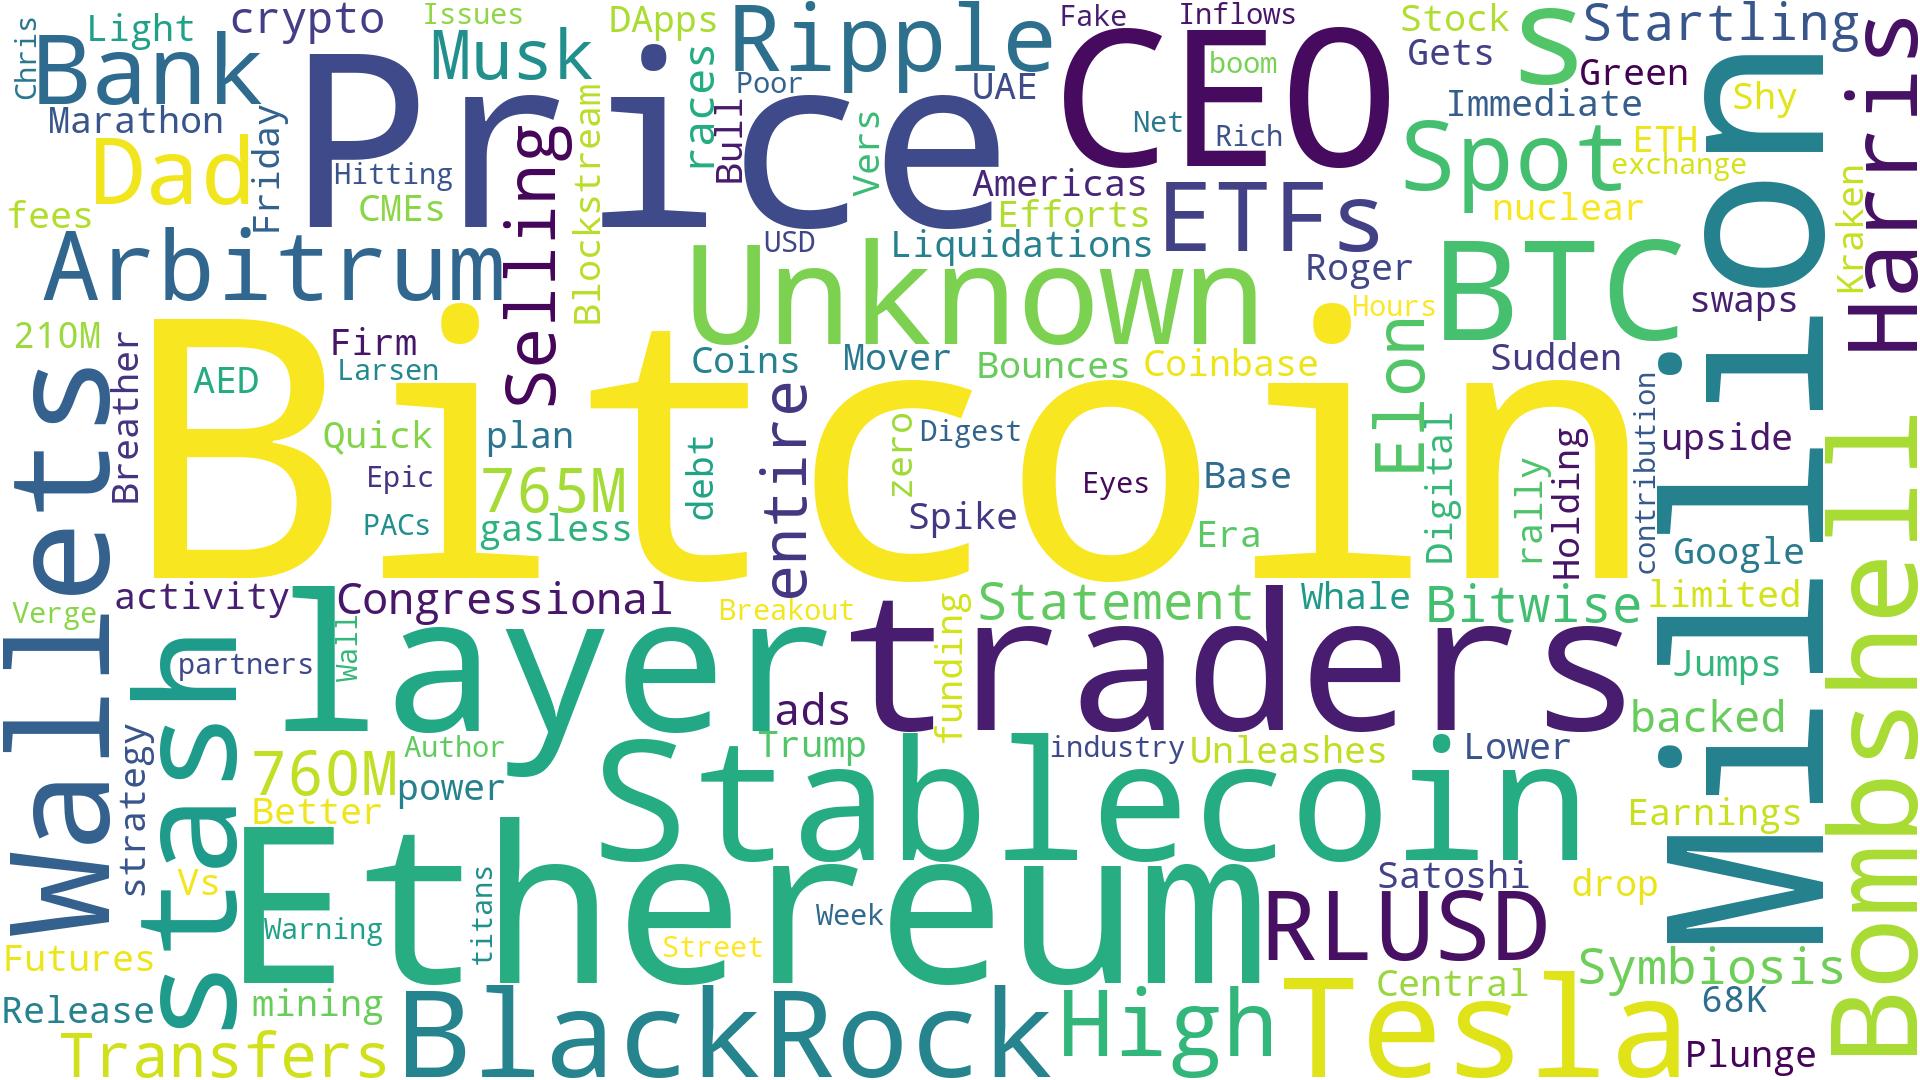 Chris
Light
crypto
Issues
DApps
Ripple
Fake
Inflows
Stock
s
Startling
Bank
Musk
races
Poor
UAE
CEO
boom
Gets
Green
Harris
Marathon
Friday
Price
Blockstream
Bull
Vers
Net
Rich
Immediate
Shy
Dad
Hitting
CMEs
Selling
Americas
Efforts
ETFs
Spot
ETH
exchange
nuclear
Kraken
fees
Arbitrum
USD
Liquidations
Unknown
Roger
Hours
BTC
swaps
Million
210M
Breather
Firm
Larsen
AED
Coins
Mover
Bounces
Coinbase
Elon
Sudden
Bitcoin
Quick
plan
Epic
765M
PACs
gasless
debt
entire
zero
Digest
Spike
Eyes
Base
Era
Digital
rally
Holding
contribution
upside
Google
Wallets
Verge
activity
Congressional
Breakout
funding
Statement
Whale
Bitwise
limited
Bombshell
stash
partners
Wall
layer
traders
Jumps
ads
backed
strategy
760M
Author
power
Better
Trump
industry
Unleashes
Lower
Stablecoin
Earnings
Vs
Ethereum
Warning
titans
Street
Week
Satoshi
drop
RLUSD
Futures
Release
mining
Transfers
BlackRock
High
Tesla
Central
Symbiosis
68K
Plunge